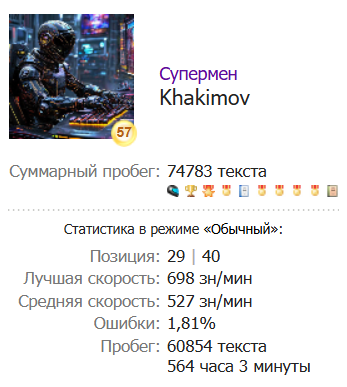 57
Супермен
Khakimov
Суммарный пробег: 74783 текста
Статистика в режиме «Обычный»:
Позиция: 29 | 40
Лучшая скорость: 698 зн/мин
Средняя скорость: 527 зн/мин
Ошибки: 1,81%
Пробег: 60854 текста
564 часа 3 минуты